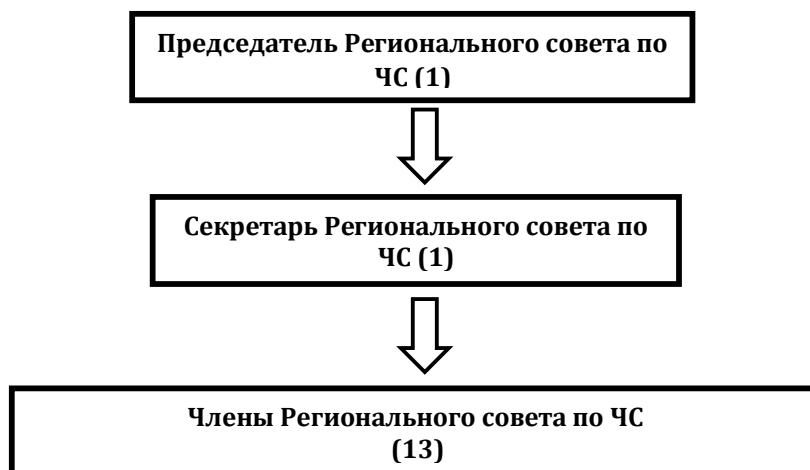 Председатель Регионального совета по
ЧС (1)
Секретарь Регионального совета по
ЧС (1)
Члены Регионального совета по ЧС
(13)